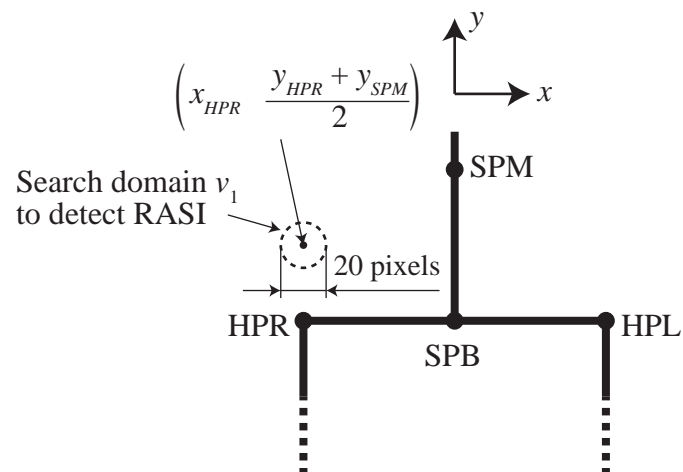 y
x
( x_HPR  y_HPR + y_SPM / 2 )
SPM
Search domain v_1
to detect RASI
20 pixels
HPR
HPL
SPB